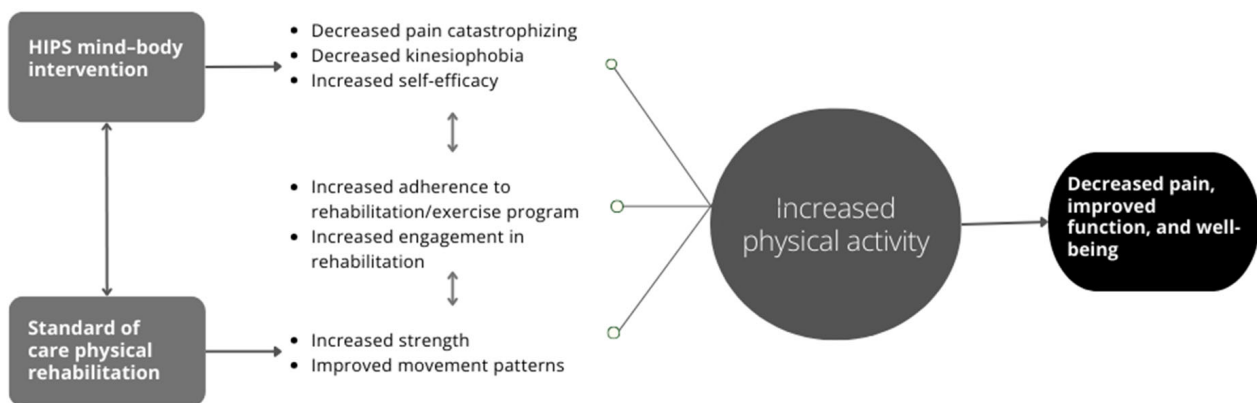 HIPS mind–body
intervention
• Decreased pain catastrophizing
• Decreased kinesiophobia
• Increased self-efficacy
• Increased adherence to
rehabilitation/exercise program
• Increased engagement in
rehabilitation
Standard of
care physical
rehabilitation
• Increased strength
• Improved movement patterns
Increased
physical activity
Decreased pain,
improved
function, and well-
being